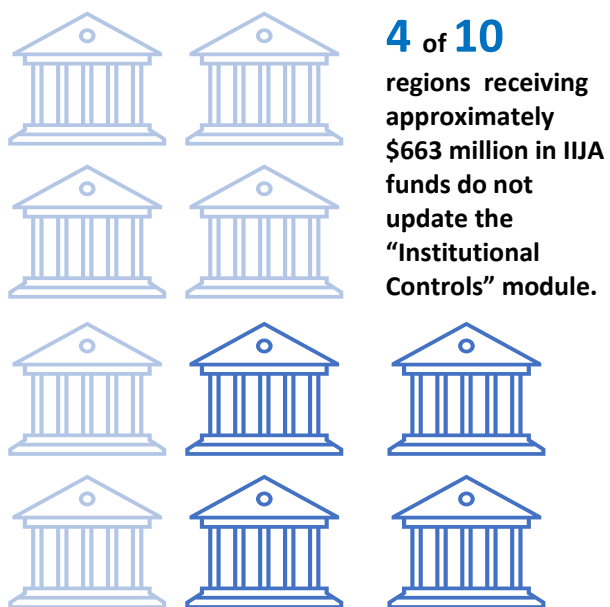 4 of 10
regions receiving
approximately
$663 million in IIJA
funds do not
update the
“Institutional
Controls” module.